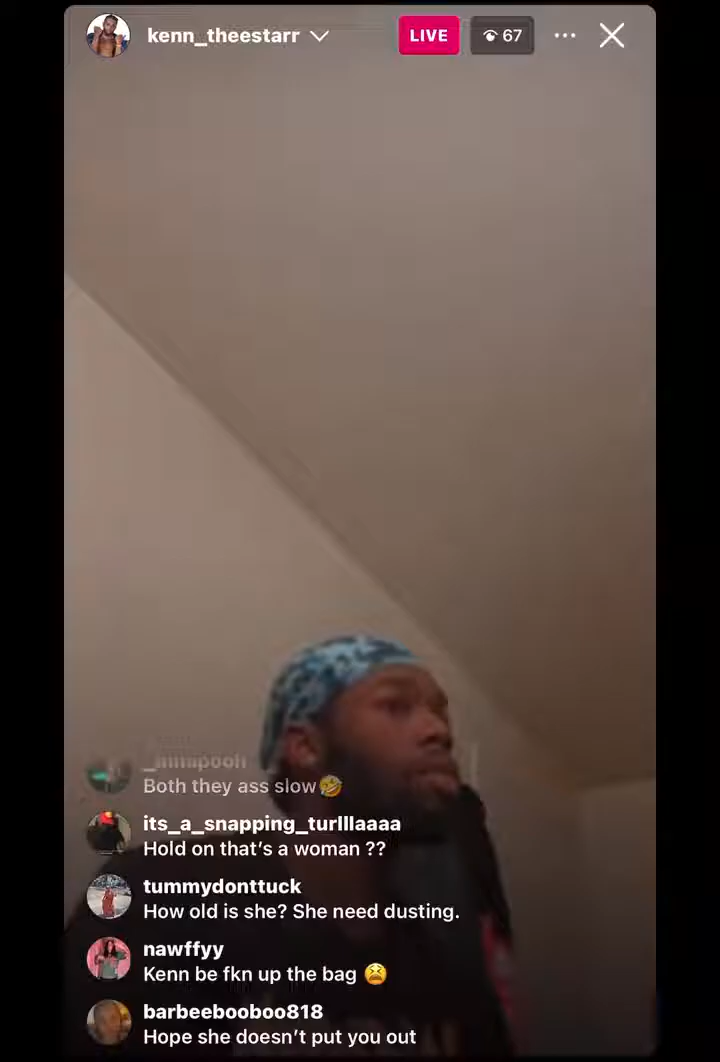 kenn_theestarr
LIVE
67
Both they ass slow🤣
its_a_snapping_turlllaaaa
Hold on that's a woman ??
tummydonttuck
How old is she? She need dusting.
nawffyy
Kenn be fkn up the bag 😫
barbeebooboo818
Hope she doesn't put you out